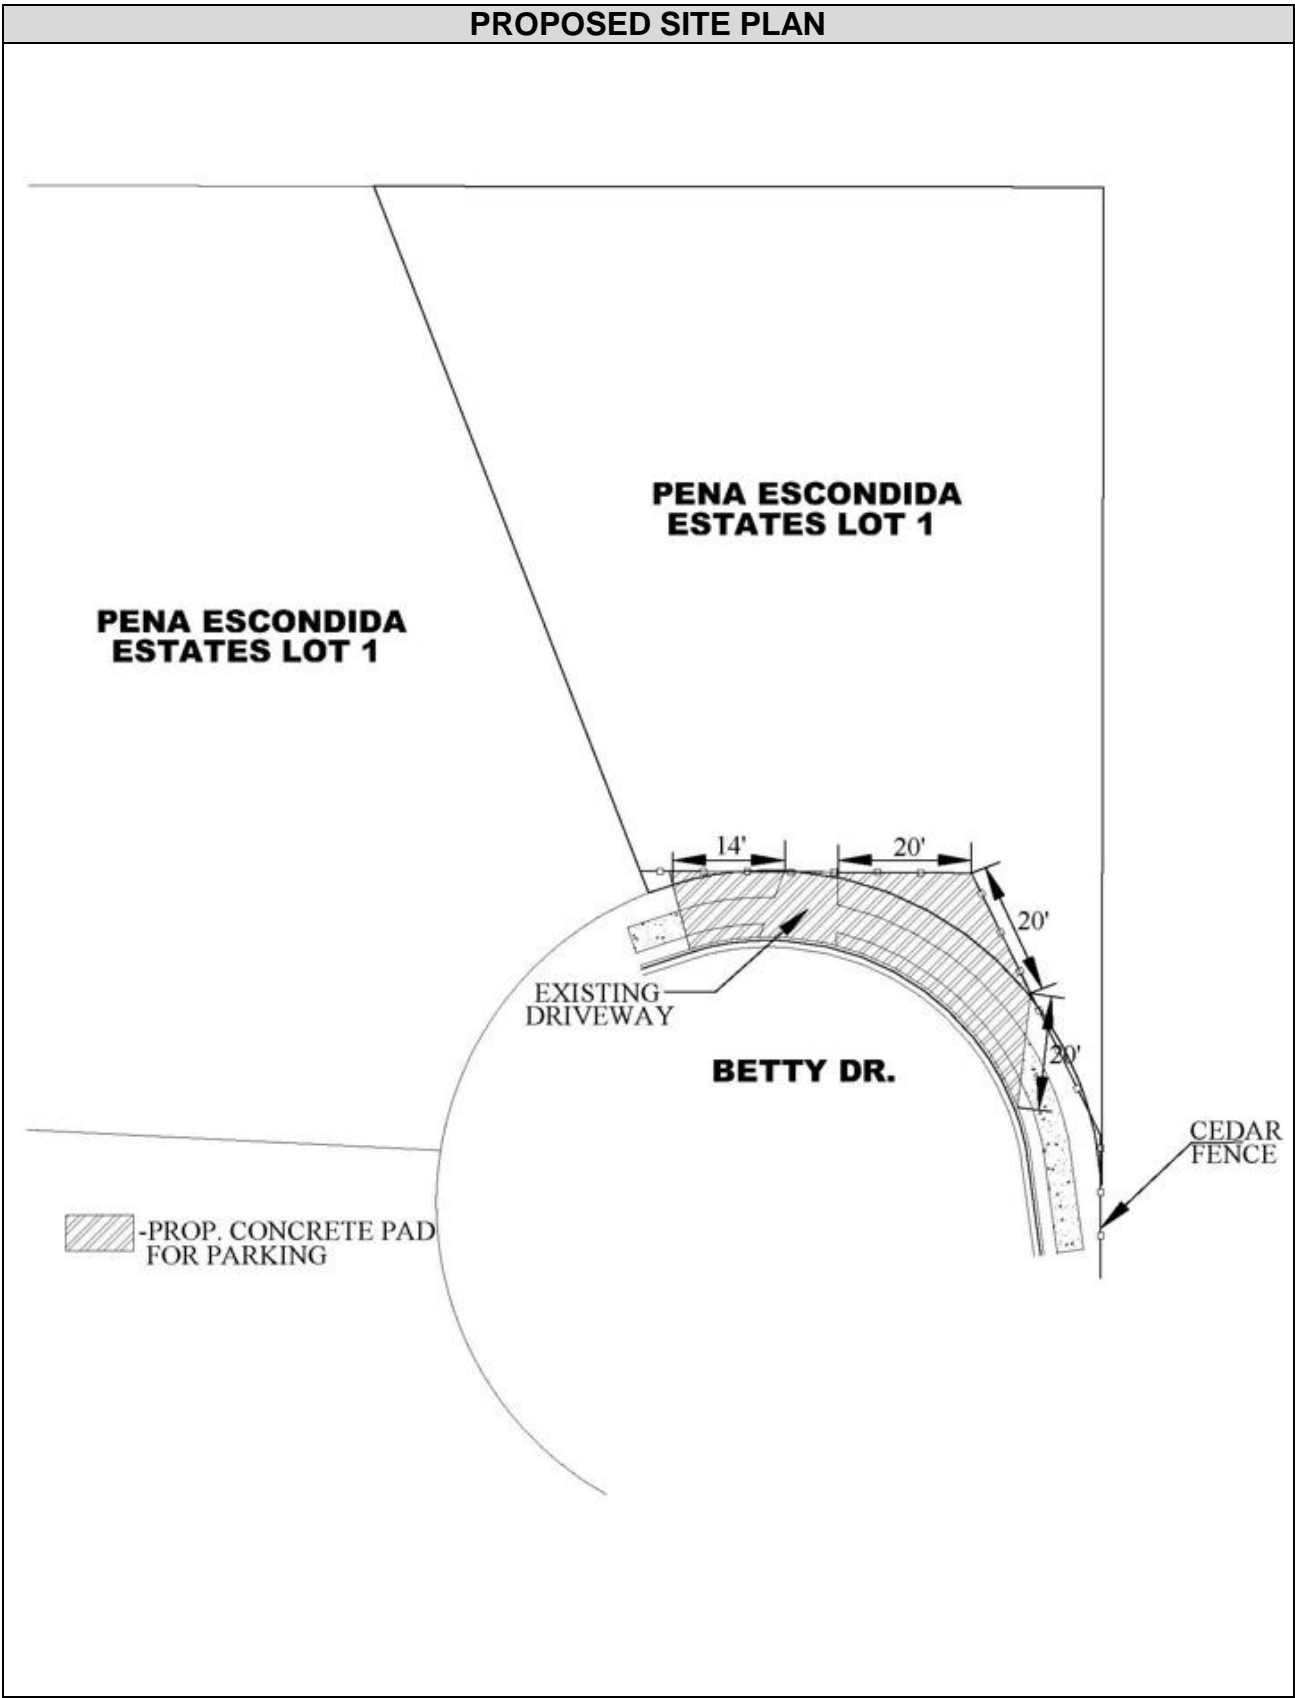 PROPOSED SITE PLAN
PENA ESCONDIDA
ESTATES LOT 1
PENA ESCONDIDA
ESTATES LOT 1
14'
20'
20'
EXISTING
DRIVEWAY
20'
BETTY DR.
CEDAR
FENCE
-PROP. CONCRETE PAD
FOR PARKING